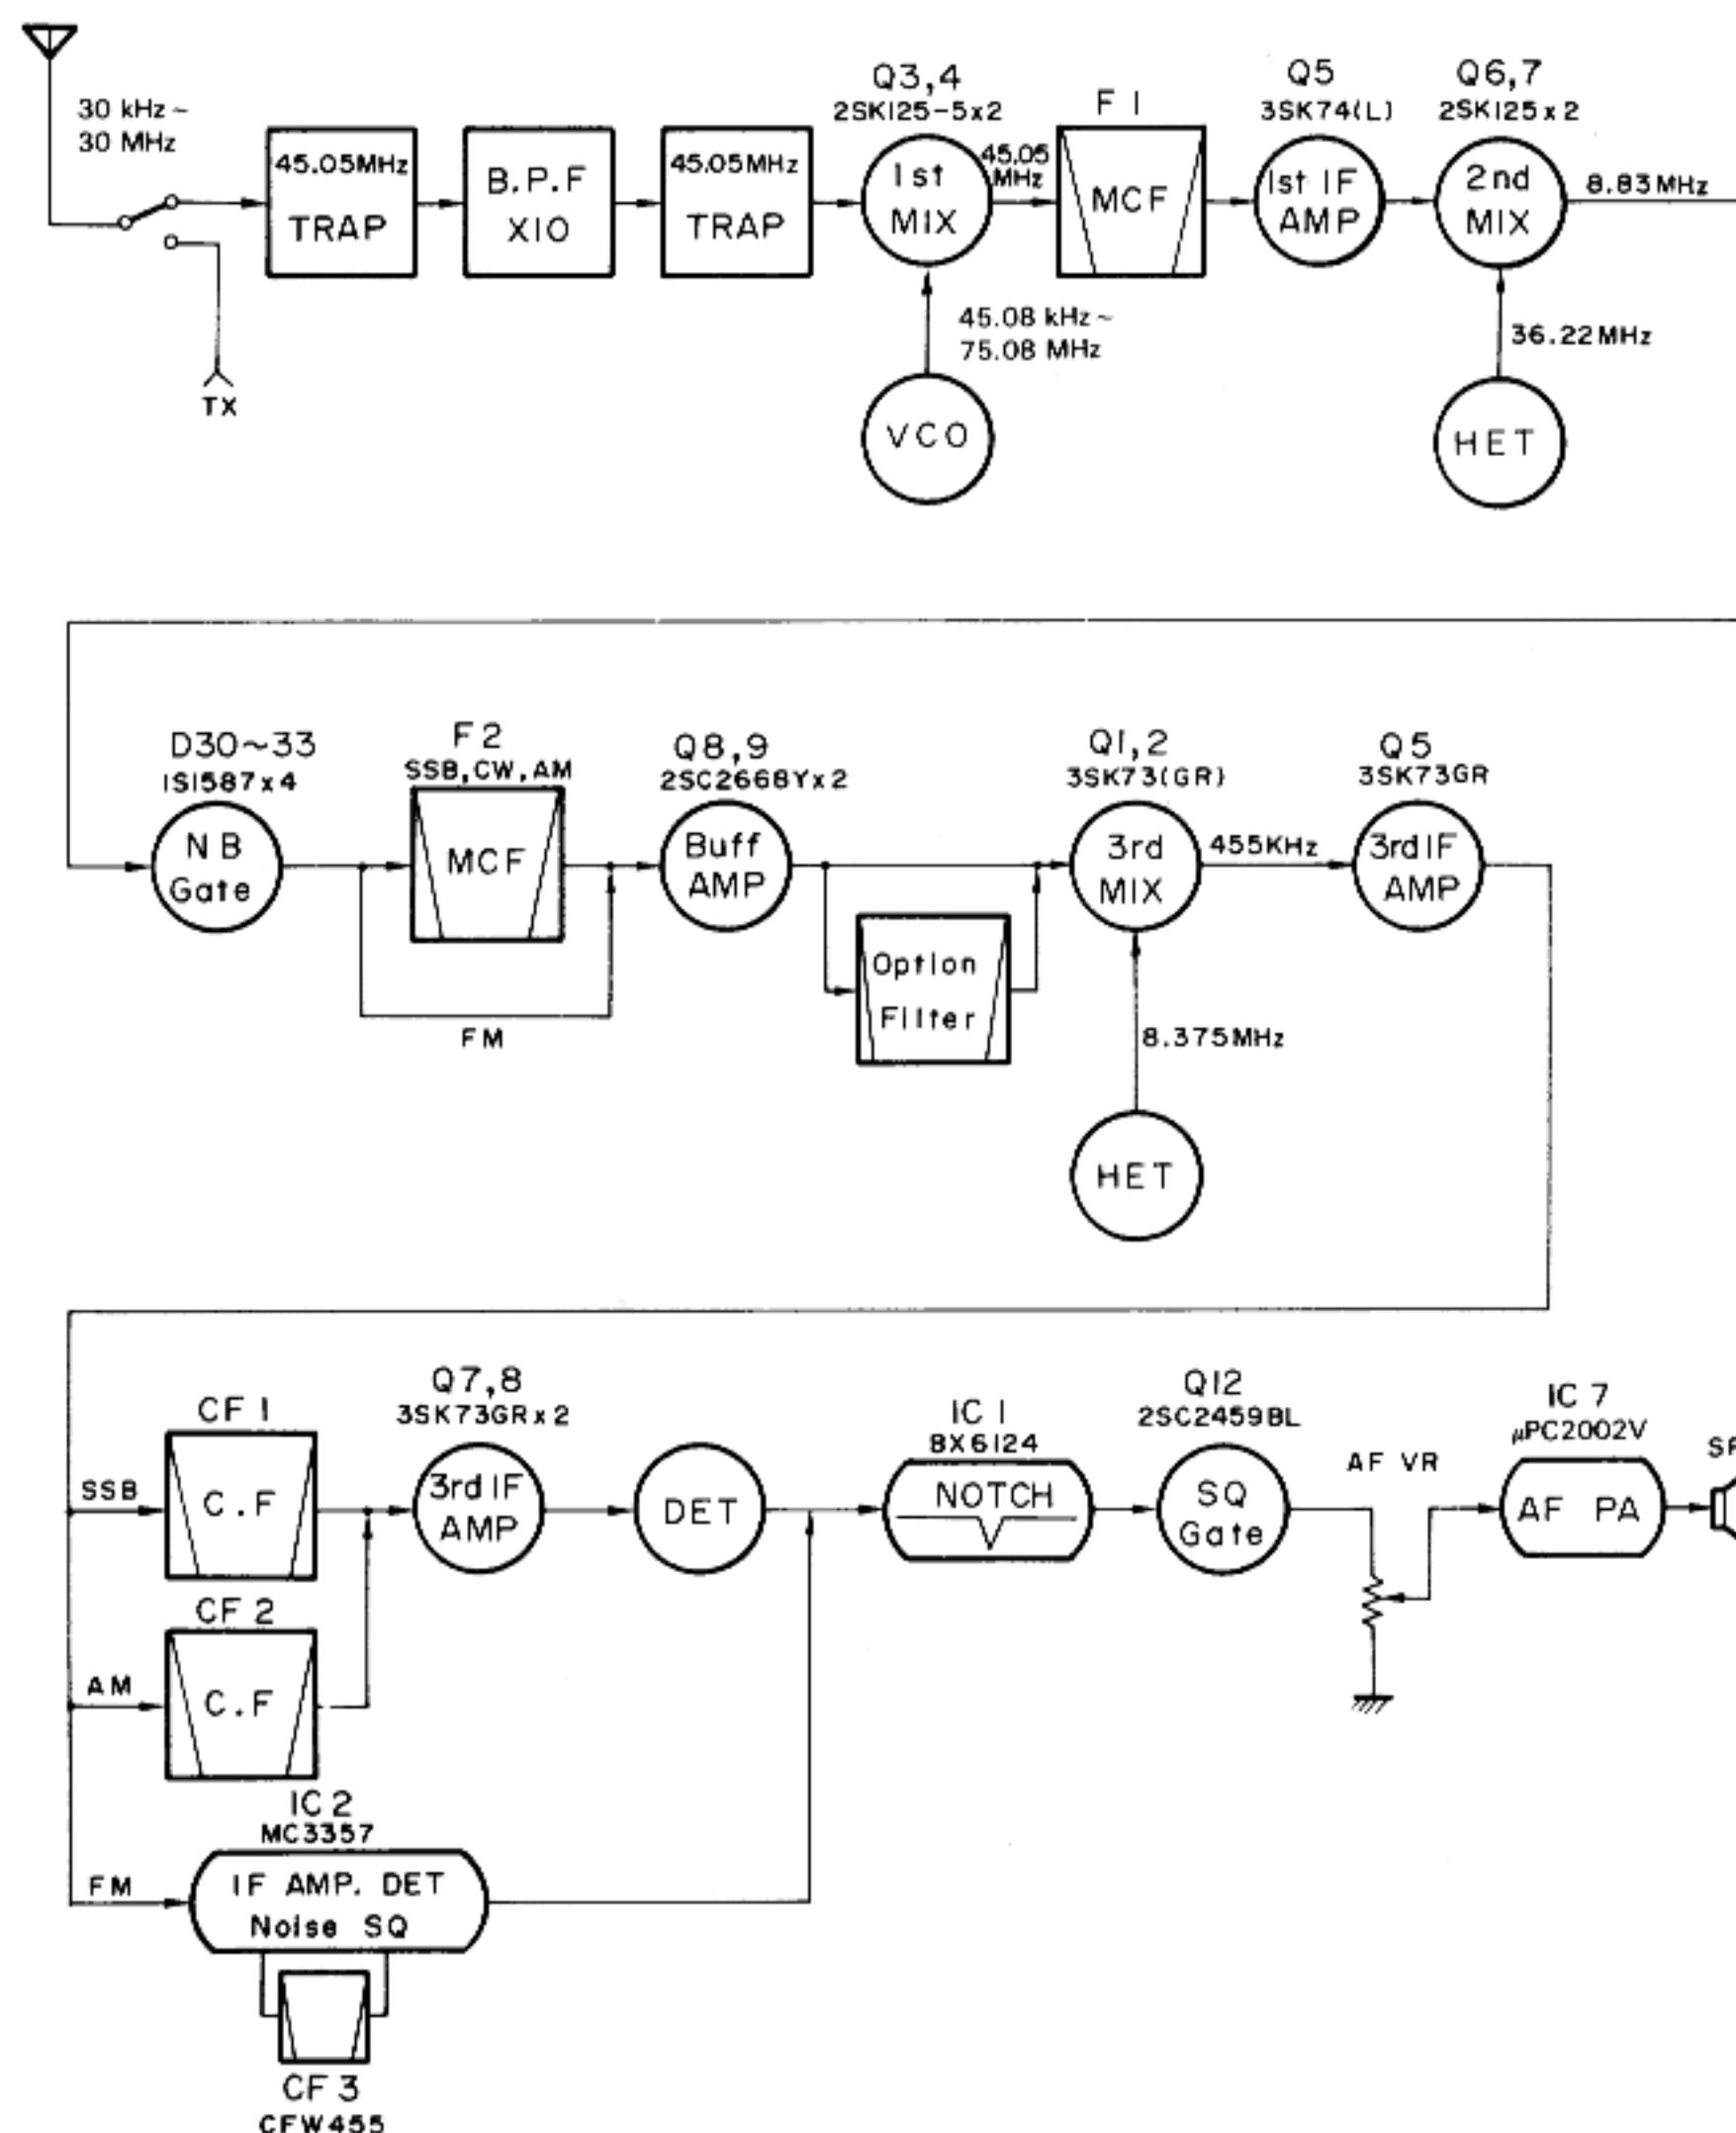 30 kHz ~
30 MHz
TX
45.05MHz
TRAP
B.P.F
X10
45.05MHz
TRAP
Q3,4
2SK125-5x2
1st
MIX
45.08 kHz ~
75.08 MHz
VCO
45.05
MHz
F 1
MCF
Q5
3SK74(L)
1st IF
AMP
Q6,7
2SK125x2
2nd
MIX
36.22MHz
HET
8.83MHz
D30~33
1S1587x4
NB
Gate
F2
SSB,CW,AM
MCF
FM
Q8,9
2SC2668Yx2
Buff
AMP
Option
Filter
Q1,2
3SK73(GR)
3rd
MIX
8.375MHz
HET
455KHz
Q5
3SK73GR
3rd IF
AMP
SSB
CF 1
C.F
AM
CF 2
C.F
FM
IC 2
MC3357
IF AMP. DET
Noise SQ
CF 3
CFW455
Q7,8
3SK73GRx2
3rd IF
AMP
DET
IC 1
BX6124
NOTCH
Q12
2SC2459BL
SQ
Gate
AF VR
IC 7
μPC2002V
AF PA